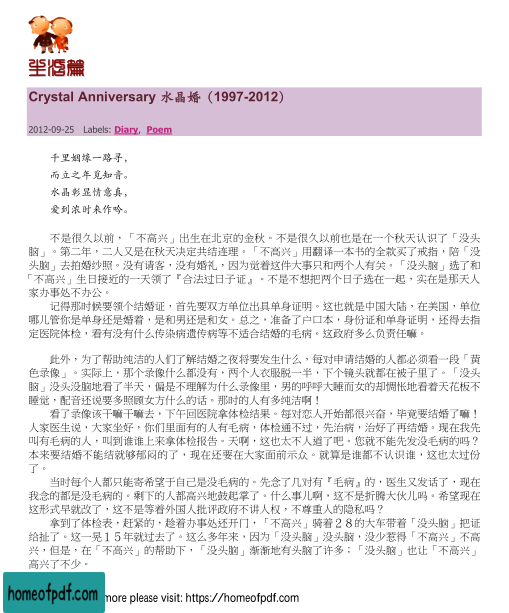 生活篇
Crystal Anniversary 水晶婚（1997-2012）
2012-09-25 Labels: Diary, Poem
千里姻缘一路寻，
而立之年觅知音。
水晶彩显情意真，
爱到浓时来作吟。
不是很久以前，「不高兴」出生在北京的金秋。不是很久以前也是在一个秋天认识了「没头
脑」。第二年，二人又是在秋天决定共结连理。「不高兴」用翻译一本书的全款买了戒指，陪「没
头脑」去拍婚纱照。没有请客，没有婚礼，因为觉着这件大事只和两个人有关。「没头脑」选了和
「不高兴」生日接近的一天领了『合法过日子证』。不是不想把两个日子选在一起，实在是那天人
家办事处不办公。
记得那时候要领个结婚证，首先要双方单位出具单身证明。这也就是中国大陆，在美国，单位
哪儿管你是单身还是婚着，是和男还是和女。总之，准备了户口本，身份证和单身证明，还得去指
定医院体检，看有没有什么传染病遗传病等不适合结婚的毛病。这政府多么负责任嘛。
此外，为了帮助纯洁的人们了解结婚之夜将要发生什么，每对申请结婚的人都必须看一段「黄
色录像」。实际上，那个录像什么都没有，两个人衣服脱一半，下个镜头就都在被子里了。「没头
脑」没头没脑地看了半天，偏是不理解为什么录像里，男的呼呼大睡而女的却惆怅地看着天花板不
睡觉，配音还说要多照顾女方什么的话。那时的人有多纯洁啊！
看了录像该干嘛干嘛去，下午回医院拿体检结果。每对恋人开始都很兴奋，毕竟要结婚了嘛！
人家医生说，大家坐好，你们里面有的人有毛病，体检通不过，先治病，治好了再结婚。现在我先
叫有毛病的人，叫到谁谁上来拿体检报告。天啊，这也太不人道了吧。您就不能先发没毛病的吗？
本来要结婚不能结就够郁闷的了，现在还要在大家面前示众。就算是谁都不认识谁，这也太过份
了。
当时每个人都只能寄希望于自己是没毛病的。先念了几对有『毛病』的，医生又发话了，现在
我念的都是没毛病的。剩下的人都高兴地鼓起掌了。什么事儿啊，这不是折腾大伙儿吗。希望现在
这形式早就改了，这不是等着外国人批评政府不讲人权，不尊重人的隐私吗？
拿到了体检表，赶紧的，趁着办事处还开门，「不高兴」骑着２８的大车带着「没头脑」把证
给扯了。这一晃１５年就过去了。这么多年来，因为「没头脑」没头脑，没少惹得「不高兴」不高
兴，但是，在「不高兴」的帮助下，「没头脑」渐渐地有头脑了许多；「没头脑」也让「不高兴」
高兴了不少。
homeofpdf.com
more please visit: https://homeofpdf.com